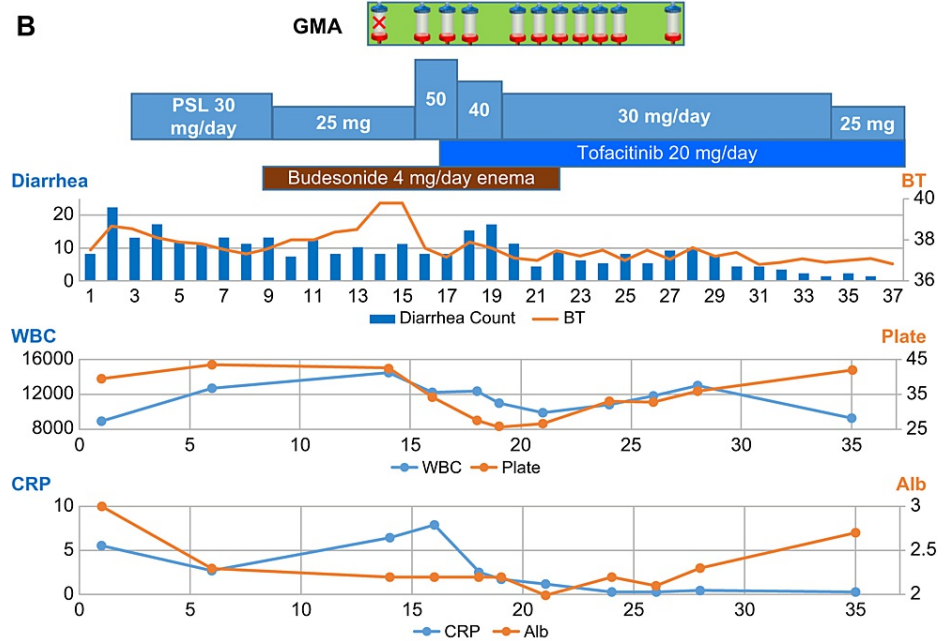 B
GMA
PSL 30
mg/day
25 mg
50
40
30 mg/day
25 mg
Tofacitinib 20 mg/day
Budesonide 4 mg/day enema
Diarrhea
BT
20
10
0
40
38
36
1 3 5 7 9 11 13 15 17 19 21 23 25 27 29 31 33 35 37
Diarrhea Count BT
WBC
Plate
16000
12000
8000
45
35
25
0 5 10 15 20 25 30 35
WBC Plate
CRP
Alb
10
5
0
3
2.5
2
0 5 10 15 20 25 30 35
CRP Alb